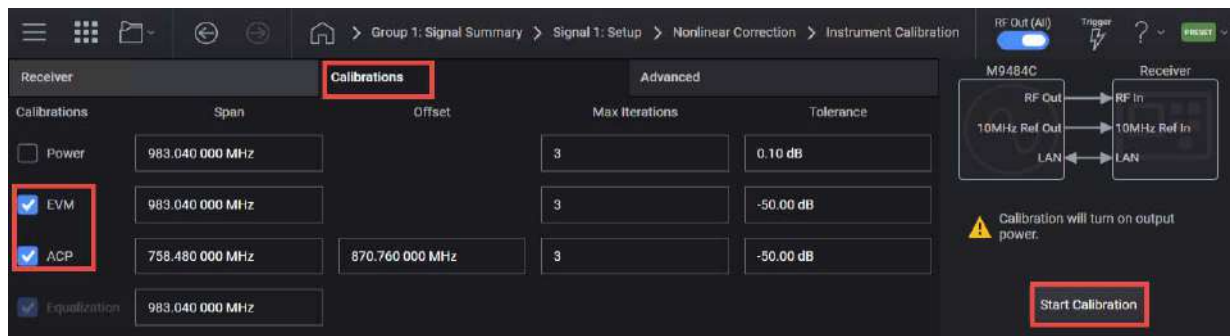 > Group 1: Signal Summary > Signal 1: Setup > Nonlinear Correction > Instrument Calibration
RF Out (All)
Trigger
?
PRESET
Receiver
Calibrations
Advanced
Calibrations Span Offset Max Iterations Tolerance
Power 983.040 000 MHz 3 0.10 dB
EVM 983.040 000 MHz 3 -50.00 dB
ACP 758.480 000 MHz 870.760 000 MHz 3 -50.00 dB
Equalization 983.040 000 MHz
M9484C Receiver
RF Out RF In
10MHz Ref Out 10MHz Ref In
LAN LAN
Calibration will turn on output
power.
Start Calibration